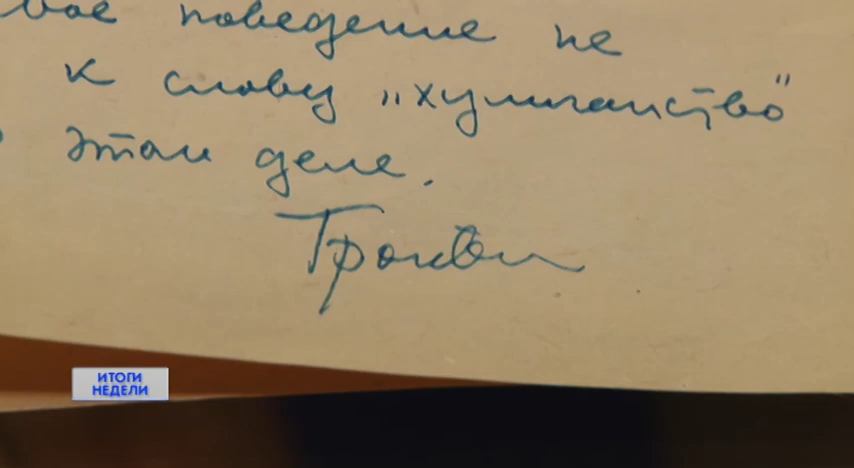 поведение не
к слову „хулиганство"
этом деле.
ИТОГИ
НЕДЕЛИ